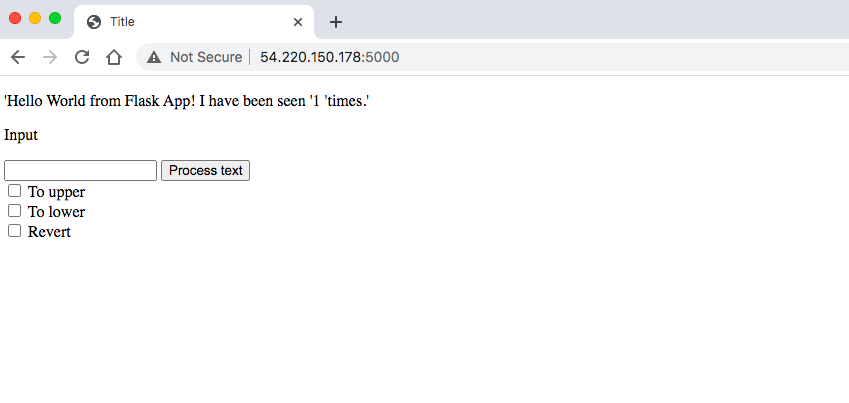 Title
Not Secure 54.220.150.178:5000
'Hello World from Flask App! I have been seen '1 'times.'
Input
Process text
To upper
To lower
Revert